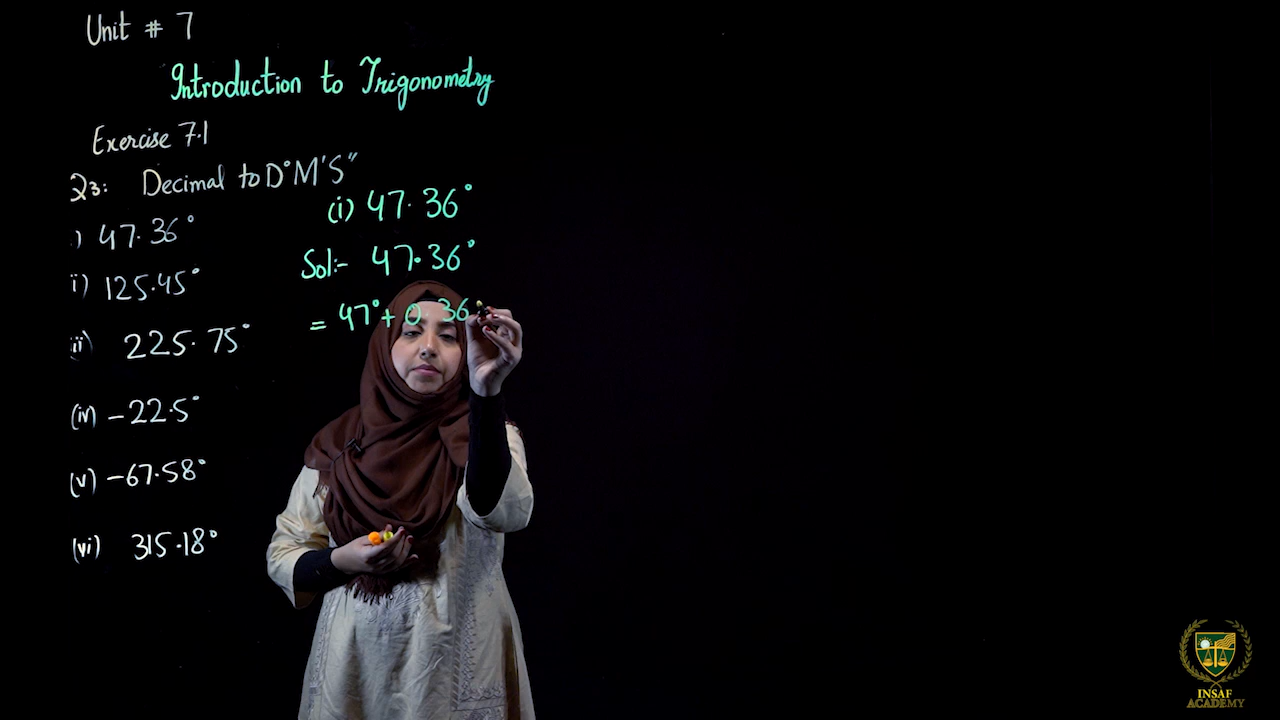 Unit # 7
Introduction to Trigonometry
Exercise 7.1
Q3: Decimal to D°M'S"
) 47.36°
i) 125.45°
ii) 225.75°
(iv) -22.5°
(v) -67.58°
(vi) 315.18°
(i) 47.36°
Sol:- 47.36°
= 47° + 0.36
INSAF
ACADEMY